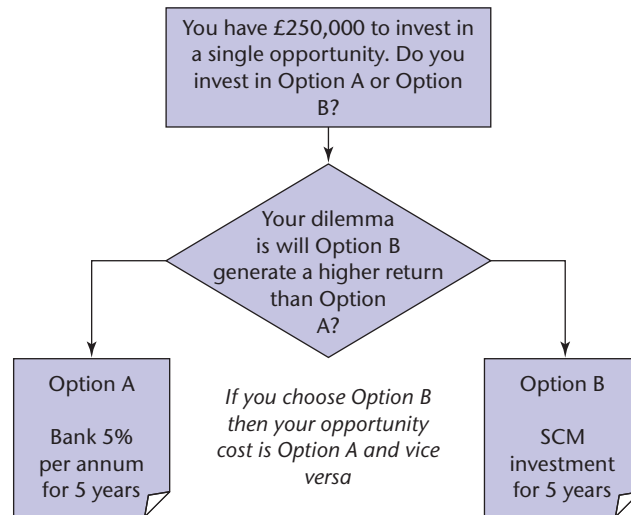 You have £250,000 to invest in
a single opportunity. Do you
invest in Option A or Option
B?
Your dilemma
is will Option B
generate a higher return
than Option
A?
Option A
Bank 5%
per annum
for 5 years
If you choose Option B
then your opportunity
cost is Option A and vice
versa
Option B
SCM
investment
for 5 years